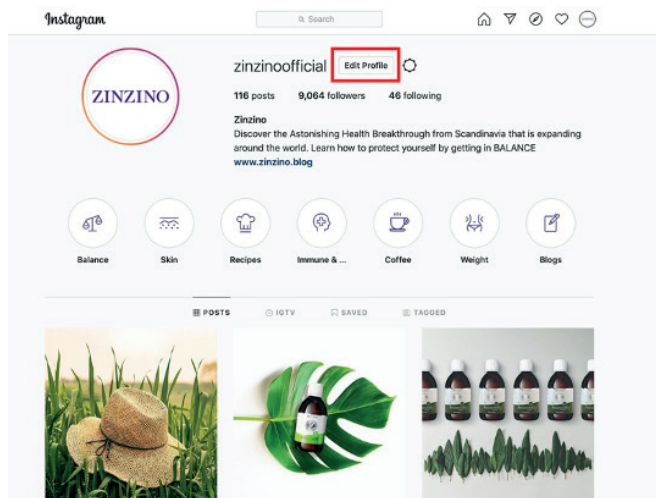 Instagram
Search
ZINZINO
zinzinoofficial Edit Profile
116 posts 9,064 followers 46 following
Zinzino
Discover the Astonishing Health Breakthrough from Scandinavia that is expanding
around the world. Learn how to protect yourself by getting in BALANCE
www.zinzino.blog
Balance Skin Recipes Immune & ... Coffee Weight Blogs
POSTS IGTV SAVED TAGGED